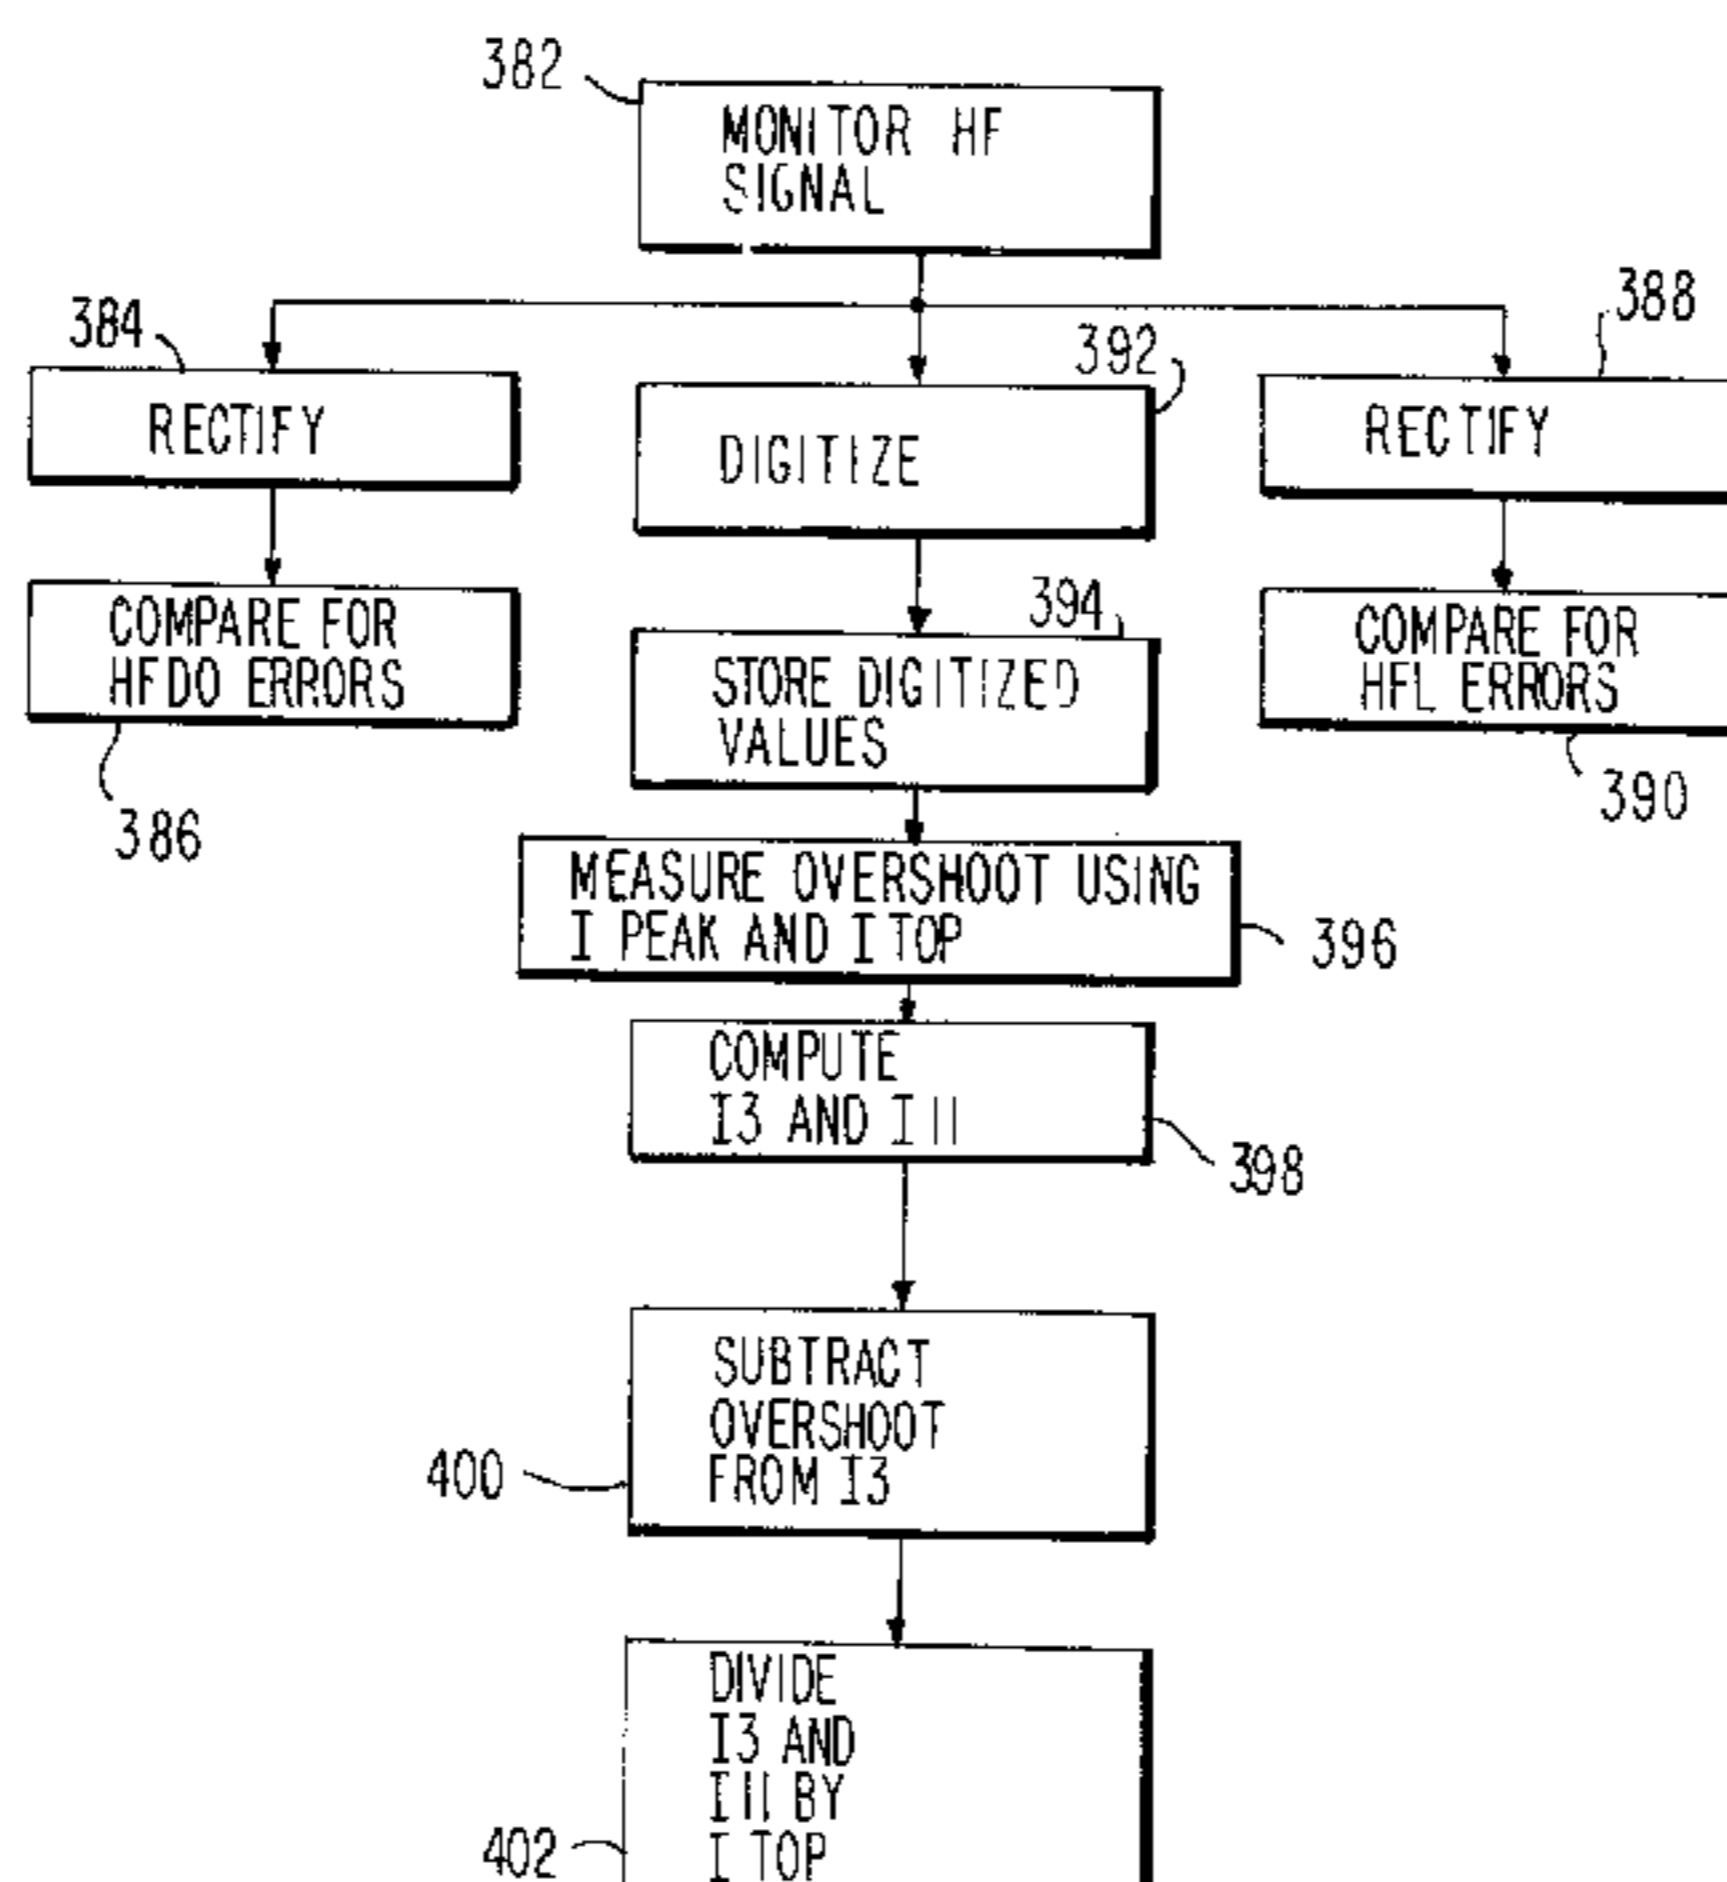 382
MONITOR HF
SIGNAL
384
RECTIFY
392
DIGITIZE
388
RECTIFY
COMPARE FOR
HFDO ERRORS
386
394
STORE DIGITIZED
VALUES
COMPARE FOR
HFL ERRORS
390
MEASURE OVERSHOOT USING
I PEAK AND I TOP
396
COMPUTE
I3 AND I11
398
SUBTRACT
OVERSHOOT
FROM I3
400
DIVIDE
I3 AND
I11 BY
I TOP
402